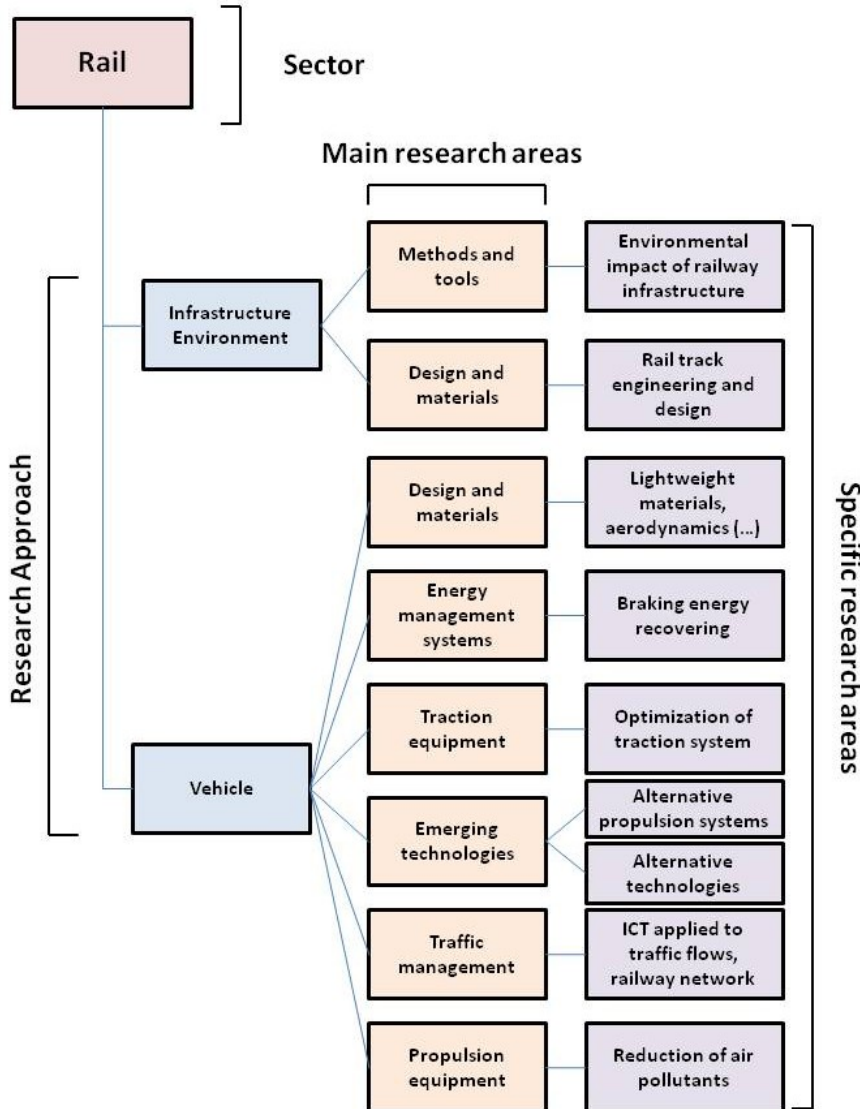 Rail
Sector
Main research areas
Research Approach
Specific research areas
Infrastructure
Environment
Methods and
tools
Environmental
impact of railway
infrastructure
Design and
materials
Rail track
engineering and
design
Vehicle
Design and
materials
Lightweight
materials,
aerodynamics (...)
Energy
management
systems
Braking energy
recovering
Traction
equipment
Optimization of
traction system
Emerging
technologies
Alternative
propulsion systems
Alternative
technologies
Traffic
management
ICT applied to
traffic flows,
railway network
Propulsion
equipment
Reduction of air
pollutants